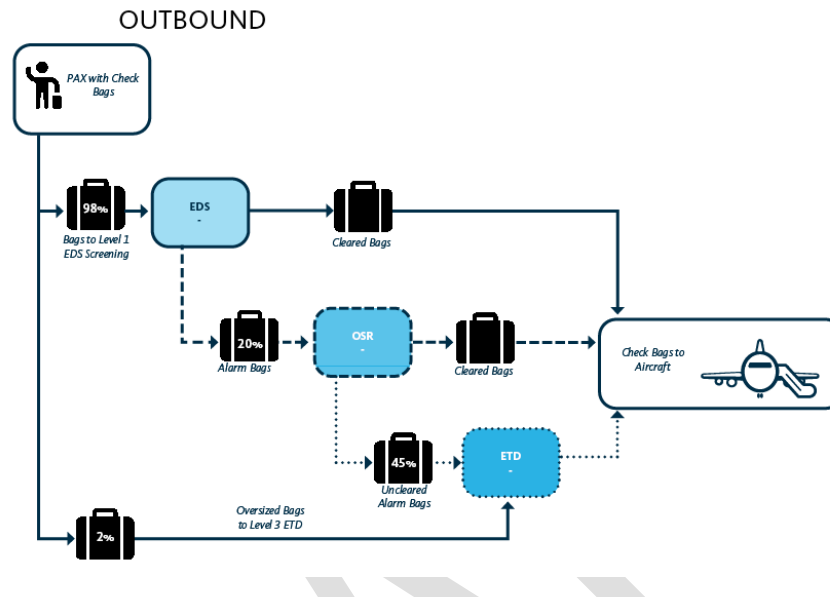 OUTBOUND
PAX with Check
Bags
98%
Bags to Level 1
EDS Screening
EDS
-
Cleared Bags
20%
Alarm Bags
OSR
-
Cleared Bags
Check Bags to
Aircraft
45%
Uncleared
Alarm Bags
ETD
-
2%
Oversized Bags
to Level 3 ETD